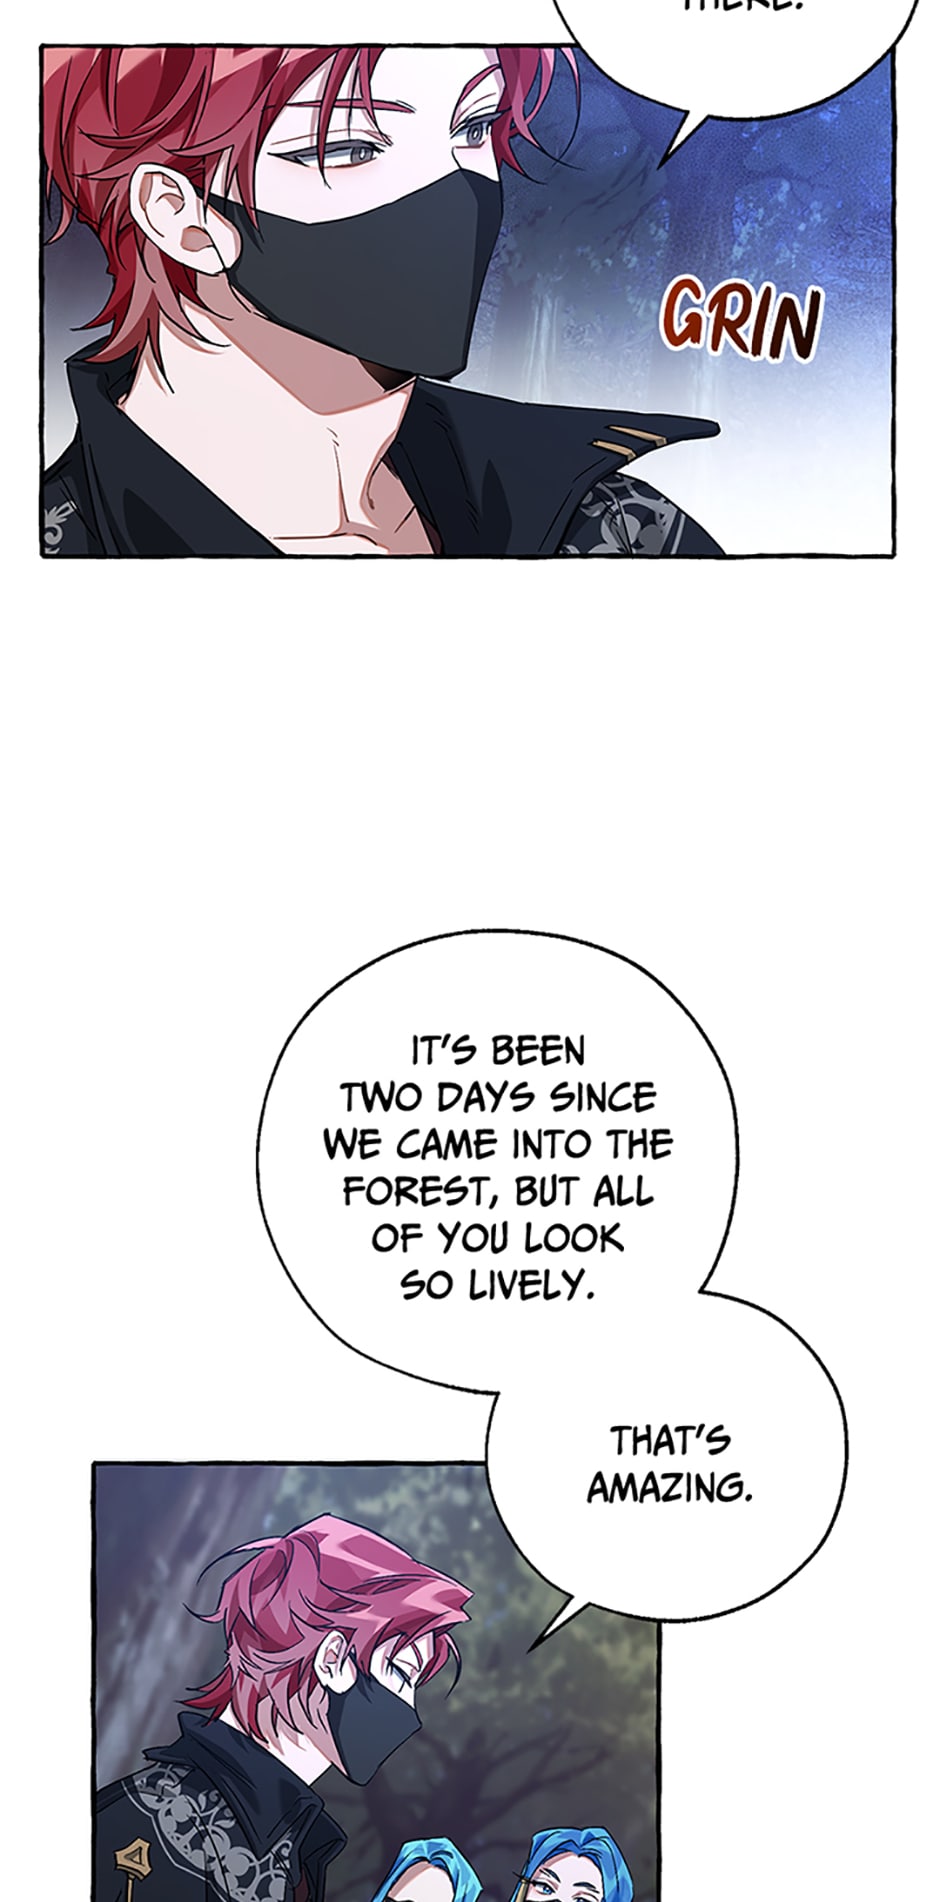 THERE.
GRIN
IT'S BEEN
TWO DAYS SINCE
WE CAME INTO THE
FOREST, BUT ALL
OF YOU LOOK
SO LIVELY.
THAT'S
AMAZING.